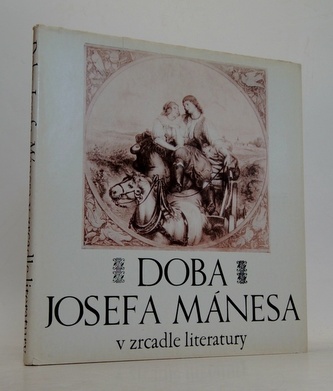 DOBA
JOSEFA MÁNESA
v zrcadle literatury